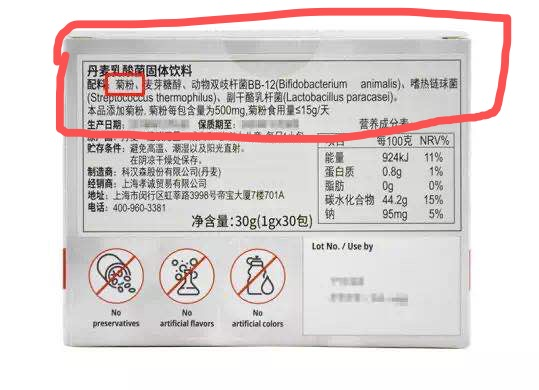 丹麦乳酸菌固体饮料
配料: 菊粉、麦芽糖醇、动物双歧杆菌BB-12(Bifidobacterium animalis)、嗜热链球菌
(Streptococcus thermophilus)、副干酪乳杆菌(Lactobacillus paracasei)。
本品添加菊粉, 菊粉每包含量为500mg,菊粉食用量≤15g/天
生产日期: 保质期至:
贮存条件: 避免高温、潮湿以及阳光直射。
在阴凉干燥处保存。
制造商: 科汉森股份有限公司(丹麦)
经销商: 上海孝诚贸易有限公司
地址: 上海市闵行区虹莘路3998号帝宝大厦7楼701A
电话: 400-960-3381
净含量:30g(1gx30包)
营养成分表
项目 每100克 NRV%
能量 924kJ 11%
蛋白质 0.8g 1%
脂肪 0g 0%
碳水化合物 44.2g 15%
钠 95mg 5%
Lot No. / Use by
No
preservatives
No
artificial flavors
No
artificial colors